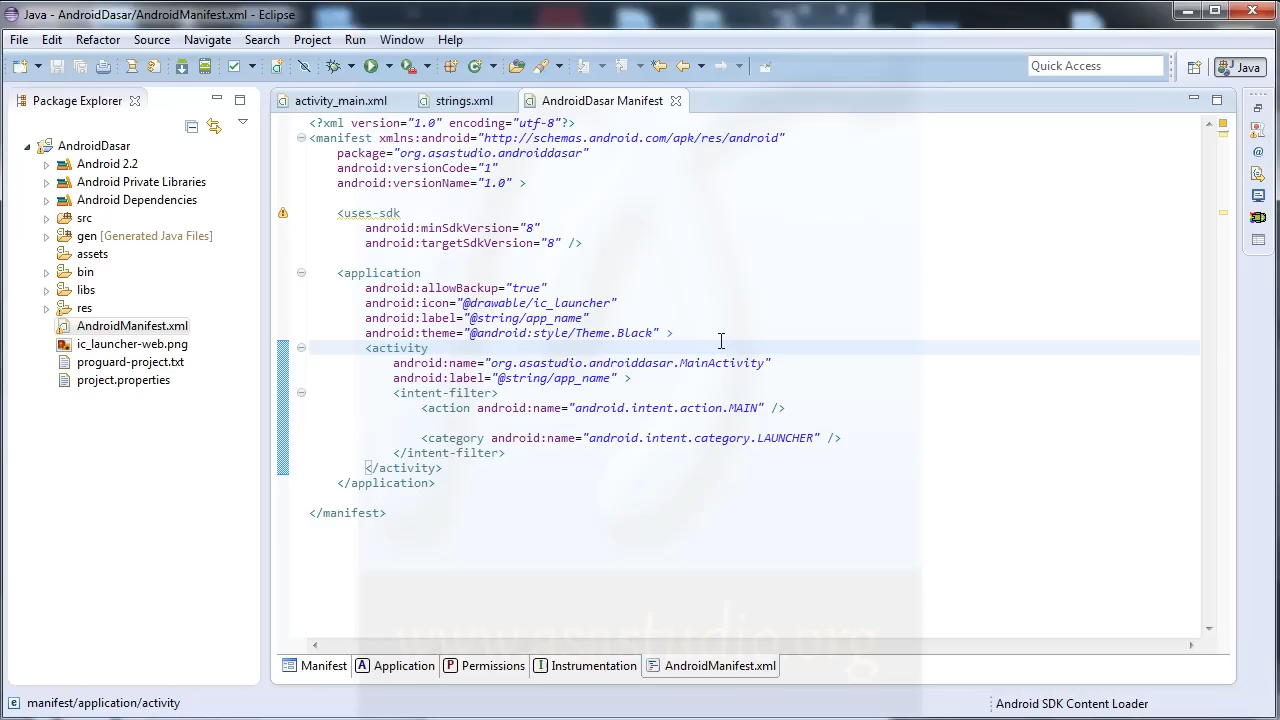 Java - AndroidDasar/AndroidManifest.xml - Eclipse
File Edit Refactor Source Navigate Search Project Run Window Help
Quick Access
Java
Package Explorer
activity_main.xml
strings.xml
AndroidDasar Manifest
AndroidDasar
Android 2.2
Android Private Libraries
Android Dependencies
src
gen [Generated Java Files]
assets
bin
libs
res
AndroidManifest.xml
ic_launcher-web.png
proguard-project.txt
project.properties
<?xml version="1.0" encoding="utf-8"?>
<manifest xmlns:android="http://schemas.android.com/apk/res/android"
package="org.asastudio.androiddasar"
android:versionCode="1"
android:versionName="1.0" >
<uses-sdk
android:minSdkVersion="8"
android:targetSdkVersion="8" />
<application
android:allowBackup="true"
android:icon="@drawable/ic_launcher"
android:label="@string/app_name"
android:theme="@android:style/Theme.Black" >
<activity
android:name="org.asastudio.androiddasar.MainActivity"
android:label="@string/app_name" >
<intent-filter>
<action android:name="android.intent.action.MAIN" />
<category android:name="android.intent.category.LAUNCHER" />
</intent-filter>
</activity>
</application>
</manifest>
www.asastudio.org
Manifest
Application
Permissions
Instrumentation
AndroidManifest.xml
manifest/application/activity
Android SDK Content Loader